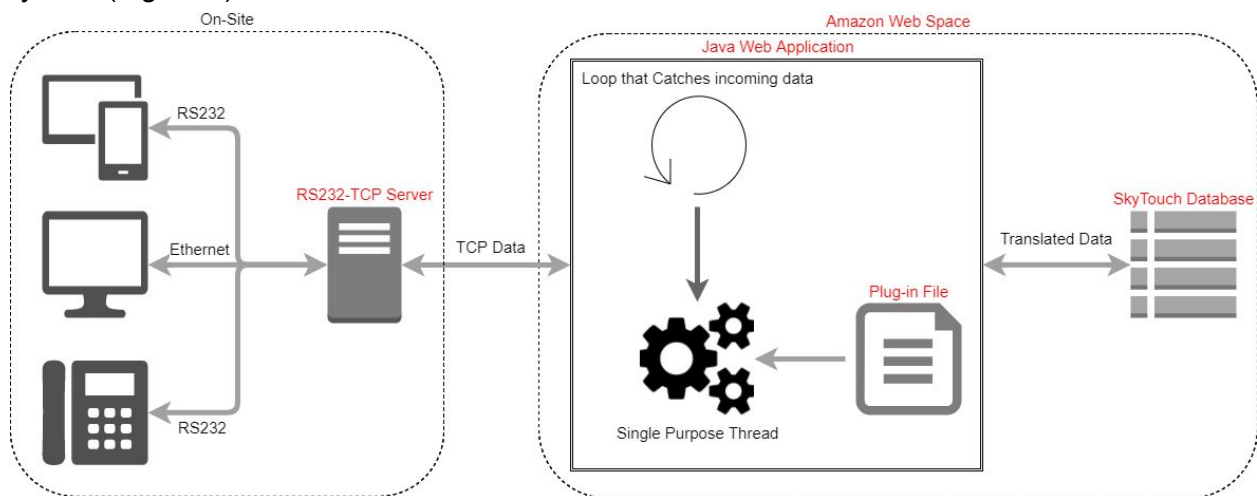 On-Site
Amazon Web Space
Java Web Application
Loop that Catches incoming data
RS232
RS232-TCP Server
SkyTouch Database
Ethernet
TCP Data
Translated Data
Plug-in File
RS232
Single Purpose Thread